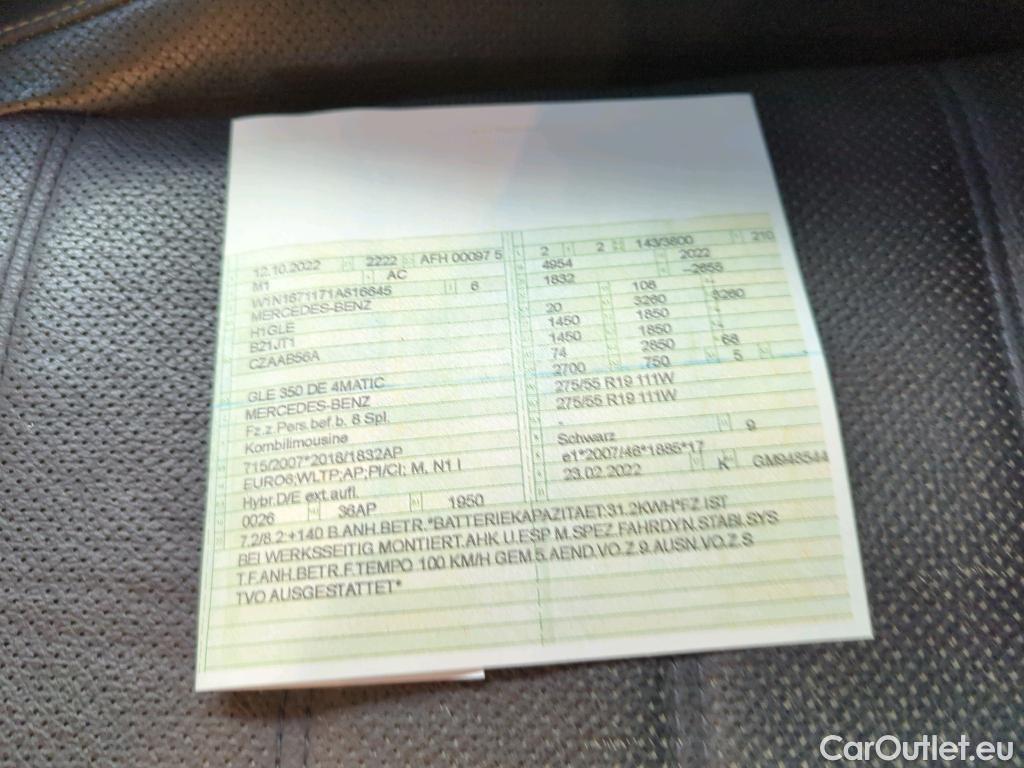 12.10.2022 2222 AFH 00097 5
M1 AC
W1N1671171A816645 6
MERCEDES-BENZ
H1GLE
B21JT1
CZAAB56A
GLE 350 DE 4MATIC
MERCEDES-BENZ
Fz.z.Pers.bef.b. 8 Spl.
Kombilimousine
715/2007*2018/1832AP
EURO6;WLTP;AP;PI/CI; M, N1 I
Hybr.D/E ext.aufl.
0026 36AP 1950
2 2 143/3800 210
4954 2022
1832 –2655
20 106
1450 3260 3260
1450 1850
74 1850
2700 2850 68
275/55 R19 111W 750 5
275/55 R19 111W
-
Schwarz 9
e1*2007/46*1885*17
23.02.2022 K GM948544
7.2/8.2:+140 B.ANH.BETR.*BATTERIEKAPAZITAET:31.2KWH*FZ IST
BEI WERKSSEITIG MONTIERT.AHK U.ESP M.SPEZ.FAHRDYN.STABI.SYS
T.F.ANH.BETR.F.TEMPO 100 KM/H GEM.5.AEND.VO.Z.9.AUSN.VO.Z.S
TVO AUSGESTATTET*
CarOutlet.eu